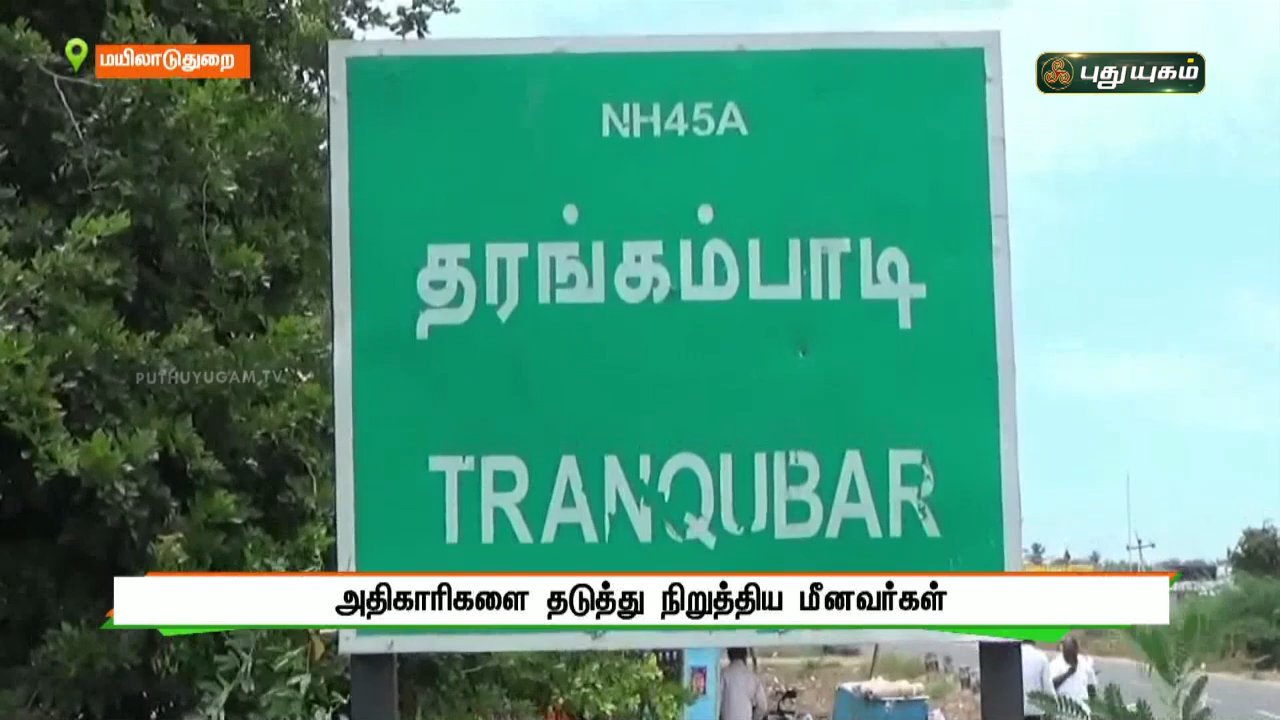 மயிலாடுதுறை
புதுயுகம்
NH45A
தரங்கம்பாடி
PUTHUYUGAM TV
TRANQUBAR
அதிகாரிகளை தடுத்து நிறுத்திய மீனவர்கள்